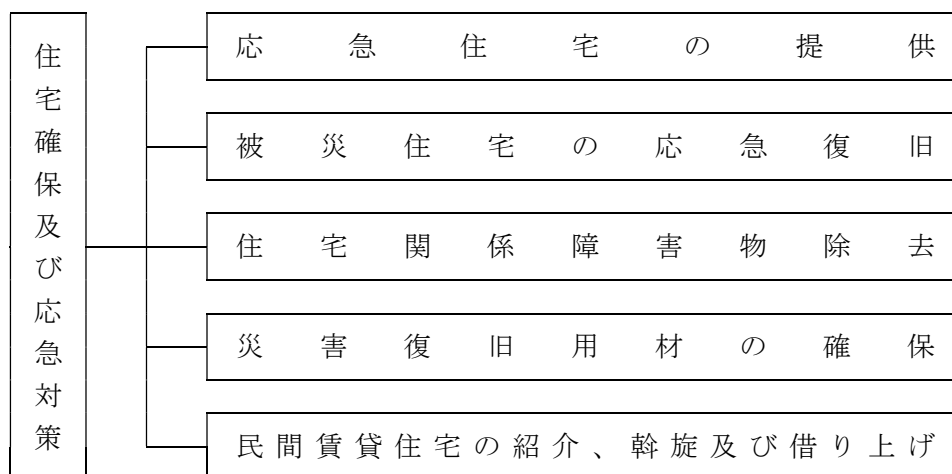 住宅確保及び応急対策
応急住宅の提供
被災住宅の応急復旧
住宅関係障害物除去
災害復旧用材の確保
民間賃貸住宅の紹介、斡旋及び借り上げ